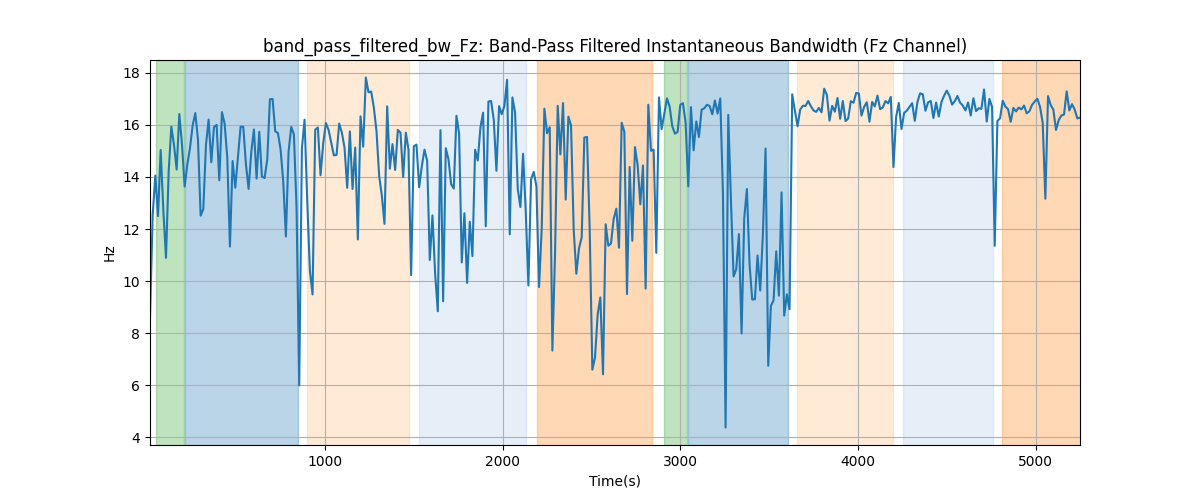 band_pass_filtered_bw_Fz: Band-Pass Filtered Instantaneous Bandwidth (Fz Channel)
18
16
14
12
10
8
6
4
Hz
1000 2000 3000 4000 5000
Time(s)